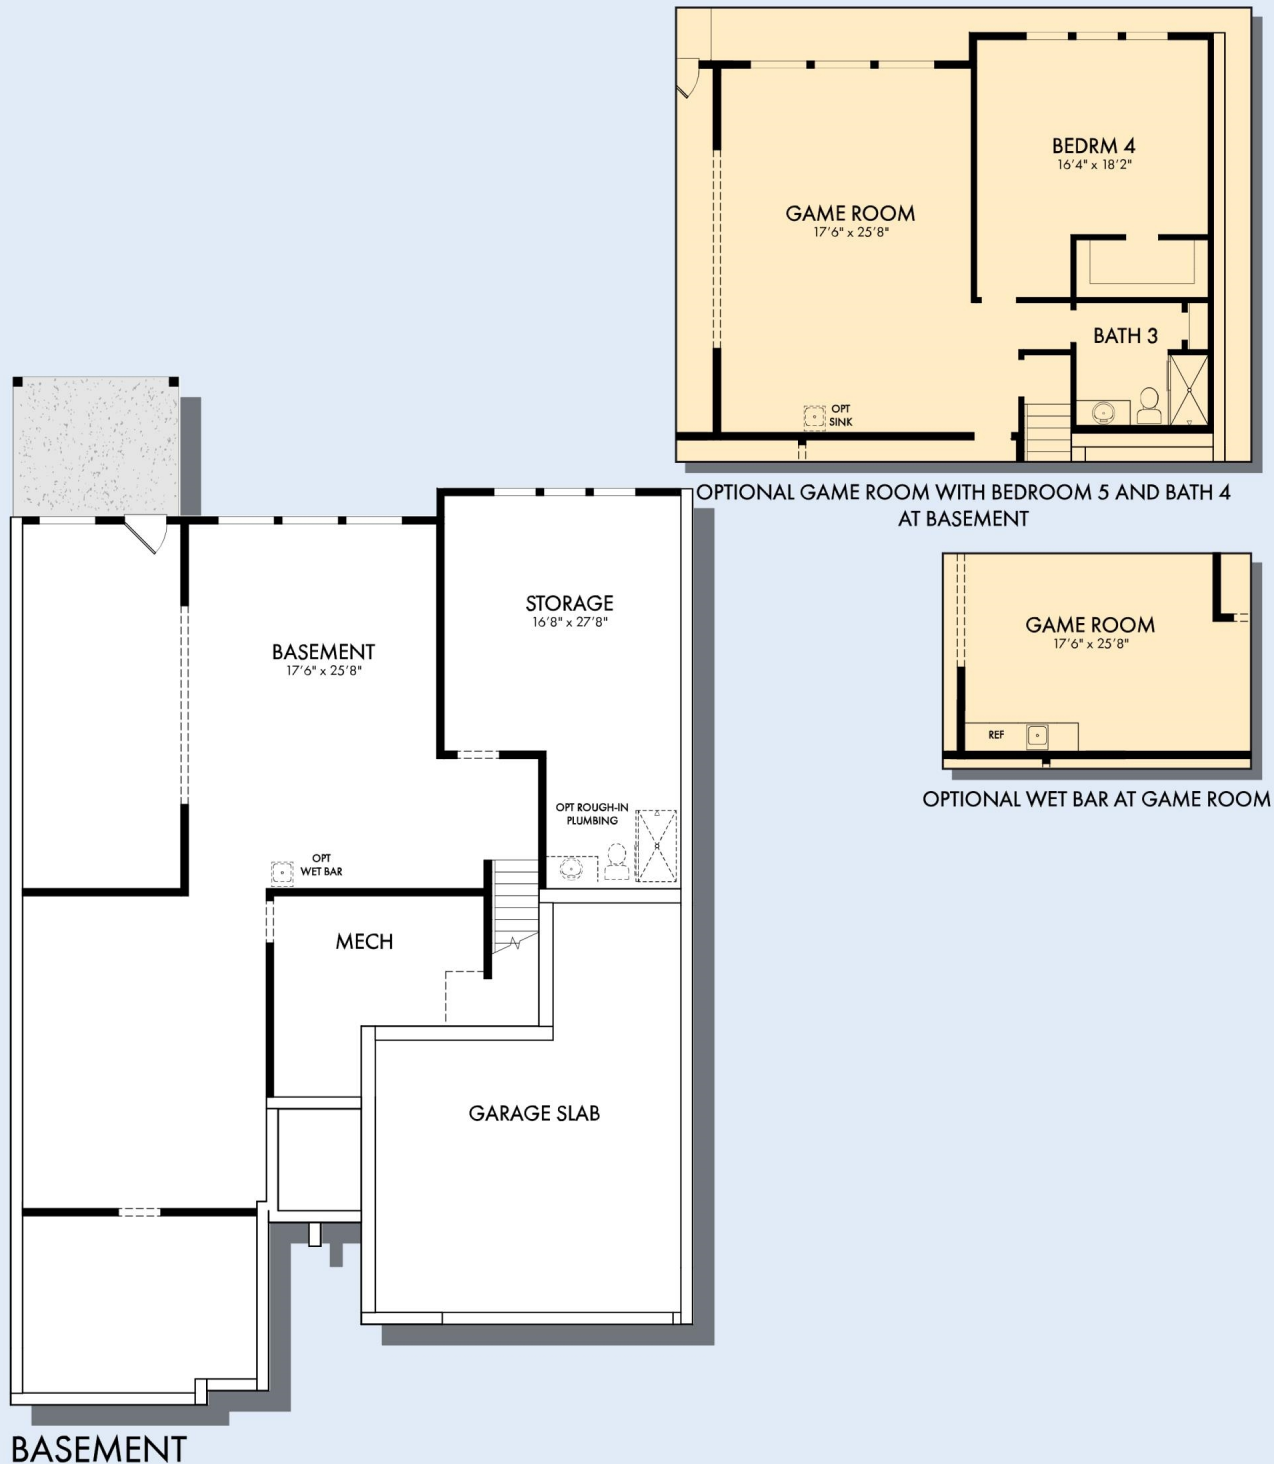 BEDRM 4
16'4" x 18'2"
GAME ROOM
17'6" x 25'8"
BATH 3
OPT
SINK
OPTIONAL GAME ROOM WITH BEDROOM 5 AND BATH 4
AT BASEMENT
STORAGE
16'8" x 27'8"
BASEMENT
17'6" x 25'8"
GAME ROOM
17'6" x 25'8"
REF
OPTIONAL WET BAR AT GAME ROOM
OPT ROUGH-IN
PLUMBING
OPT
WET BAR
MECH
GARAGE SLAB
BASEMENT